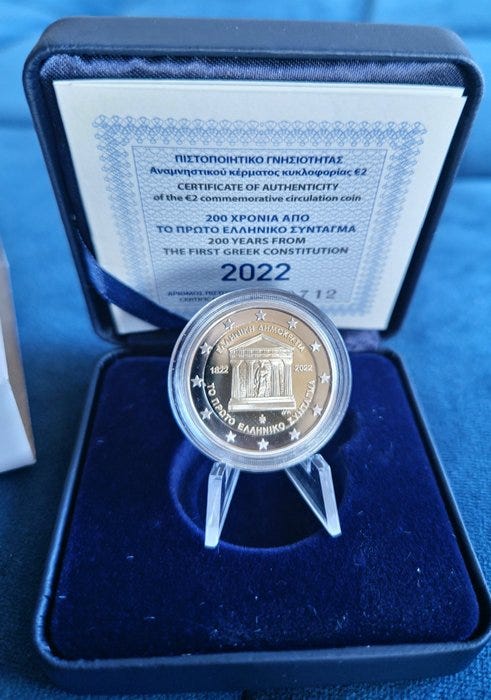 ΠΙΣΤΟΠΟΙΗΤΙΚΟ ΓΝΗΣΙΟΤΗΤΑΣ
Αναμνηστικού κέρματος κυκλοφορίας €2
CERTIFICATE OF AUTHENTICITY
of the €2 commemorative circulation coin
200 ΧΡΟΝΙΑ ΑΠΟ
ΤΟ ΠΡΩΤΟ ΕΛΛΗΝΙΚΟ ΣΥΝΤΑΓΜΑ
200 YEARS FROM
THE FIRST GREEK CONSTITUTION
2022
ΑΡΙΘΜΟΣ
712
ΕΛΛΗΝΙΚΗ ΔΗΜΟΚΡΑΤΙΑ
1822 2022
ΤΟ ΠΡΩΤΟ ΕΛΛΗΝΙΚΟ ΣΥΝΤΑΓΜΑ